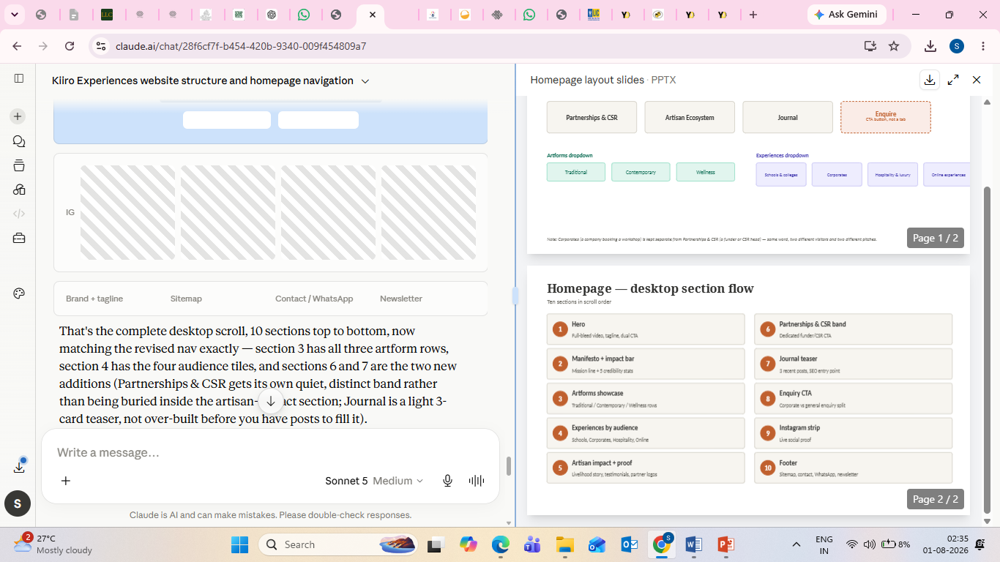 LLC
LIC
Ask Gemini
claude.ai/chat/28f6cf7f-b454-420b-9340-009f454809a7
S
Kiiro Experiences website structure and homepage navigation
IG
Brand + tagline
Sitemap
Contact / WhatsApp
Newsletter
That's the complete desktop scroll, 10 sections top to bottom, now
matching the revised nav exactly — section 3 has all three artform rows,
section 4 has the four audience tiles, and sections 6 and 7 are the two new
additions (Partnerships & CSR gets its own quiet, distinct band rather
than being buried inside the artisan- act section; Journal is a light 3-
card teaser, not over-built before you have posts to fill it).
Write a message…
Sonnet 5 Medium
Claude is AI and can make mistakes. Please double-check responses.
S
Homepage layout slides · PPTX
Partnerships & CSR
Artisan Ecosystem
Journal
Enquire
CTA button, not a tab
Artforms dropdown
Traditional
Contemporary
Wellness
Experiences dropdown
Schools & colleges
Corporates
Hospitality & luxury
Online experiences
Note: Corporates (a company booking a workshop) is kept separate from Partnerships & CSR (a funder or CSR head) — same word, two different visitors and two different pitches.
Page 1 / 2
Homepage — desktop section flow
Ten sections in scroll order
1
Hero
Full-bleed video, tagline, dual CTA
2
Manifesto + impact bar
Mission line + 5 credibility stats
3
Artforms showcase
Traditional / Contemporary / Wellness rows
4
Experiences by audience
Schools, Corporates, Hospitality, Online
5
Artisan impact + proof
Livelihood story, testimonials, partner logos
6
Partnerships & CSR band
Dedicated funder/CSR CTA
7
Journal teaser
3 recent posts, SEO entry point
8
Enquiry CTA
Corporate vs general enquiry split
9
Instagram strip
Live social proof
10
Footer
Sitemap, contact, WhatsApp, newsletter
Page 2 / 2
2
27°C
Mostly cloudy
Search
S
ENG
IN
8%
02:35
01-08-2026